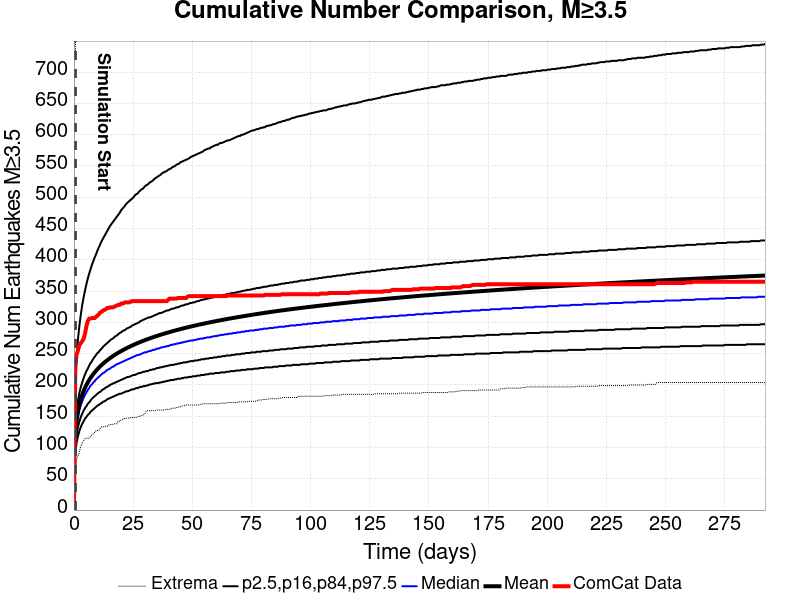 Cumulative Number Comparison, M≥3.5
Cumulative Num Earthquakes M≥3.5
700
650
600
550
500
450
400
350
300
250
200
150
100
50
0
Simulation Start
0 25 50 75 100 125 150 175 200 225 250 275
Time (days)
Extrema p2.5,p16,p84,p97.5 Median Mean ComCat Data